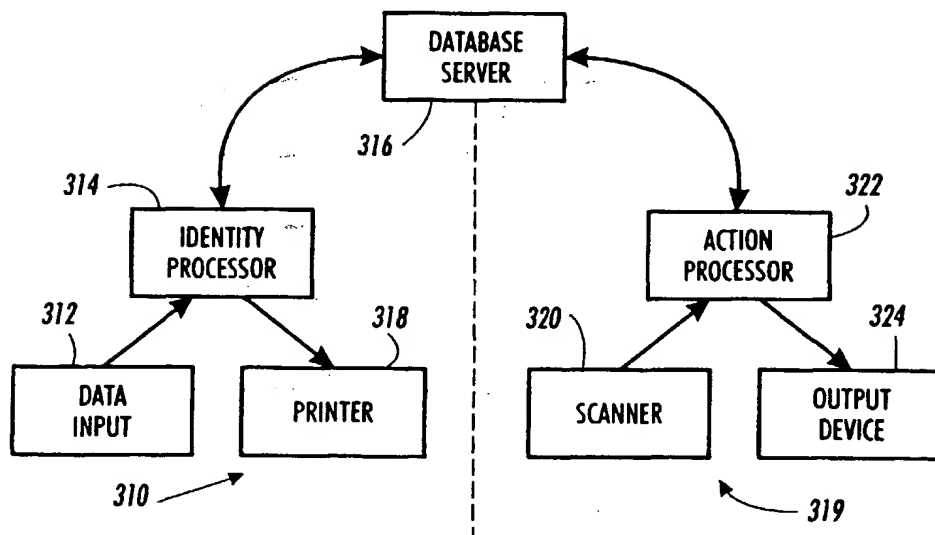 DATABASE
SERVER
316
314
322
IDENTITY
PROCESSOR
ACTION
PROCESSOR
312
318
320
324
DATA
INPUT
PRINTER
SCANNER
OUTPUT
DEVICE
310
319